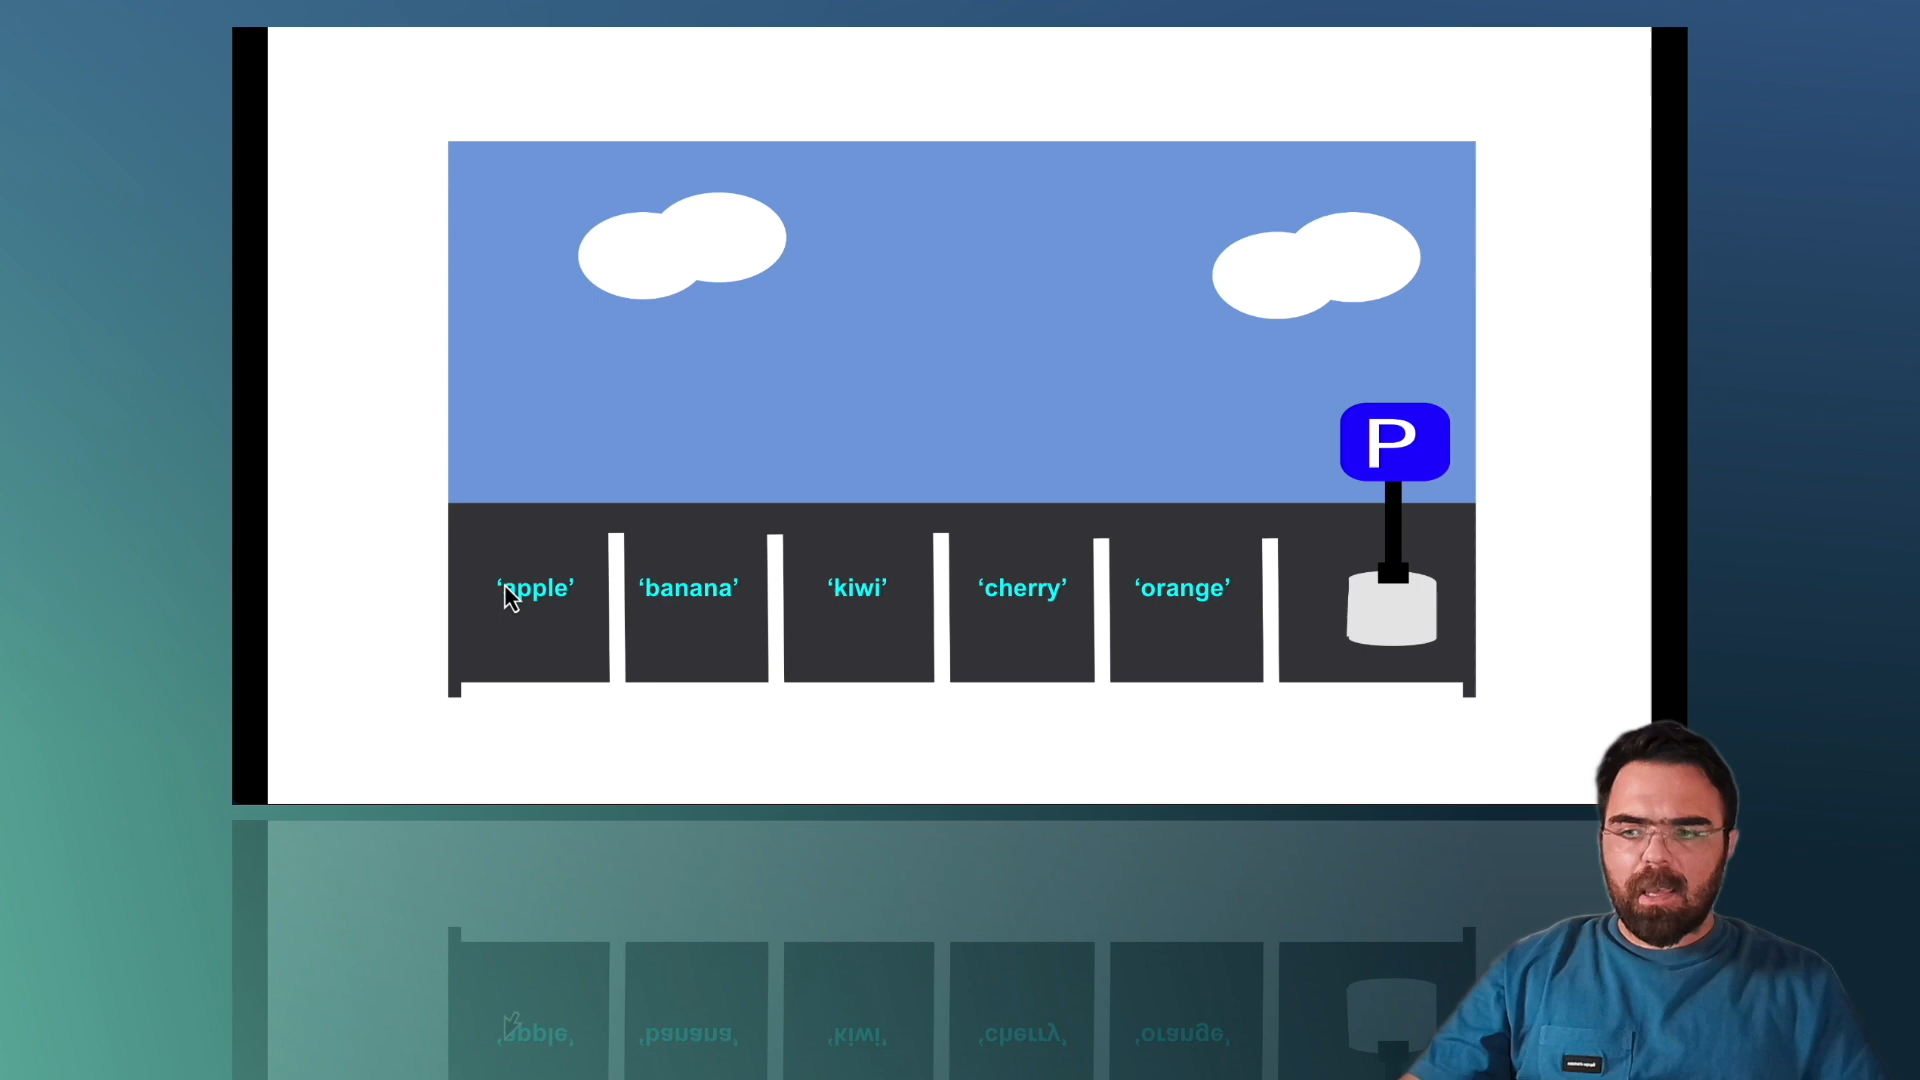 P
‘apple’ ‘banana’ ‘kiwi’ ‘cherry’ ‘orange’